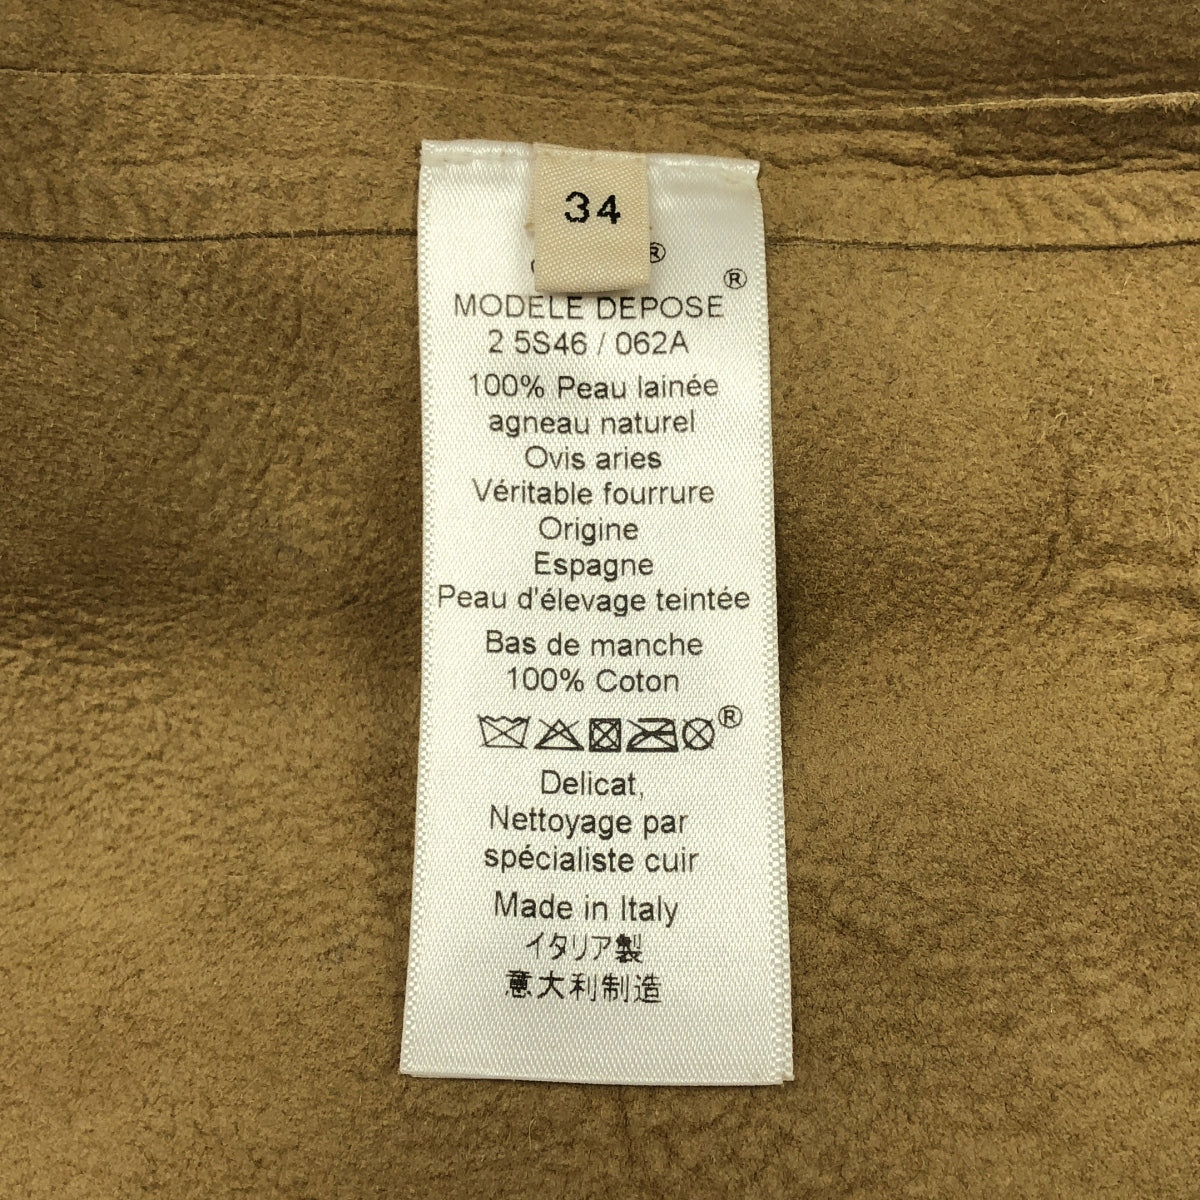 34
®
MODELE DEPOSE ®
2 5S46 / 062A
100% Peau lainée
agneau naturel
Ovis aries
Véritable fourrure
Origine
Espagne
Peau d'élevage teintée
Bas de manche
100% Coton
®
Delicat,
Nettoyage par
spécialiste cuir
Made in Italy
イタリア製
意大利制造